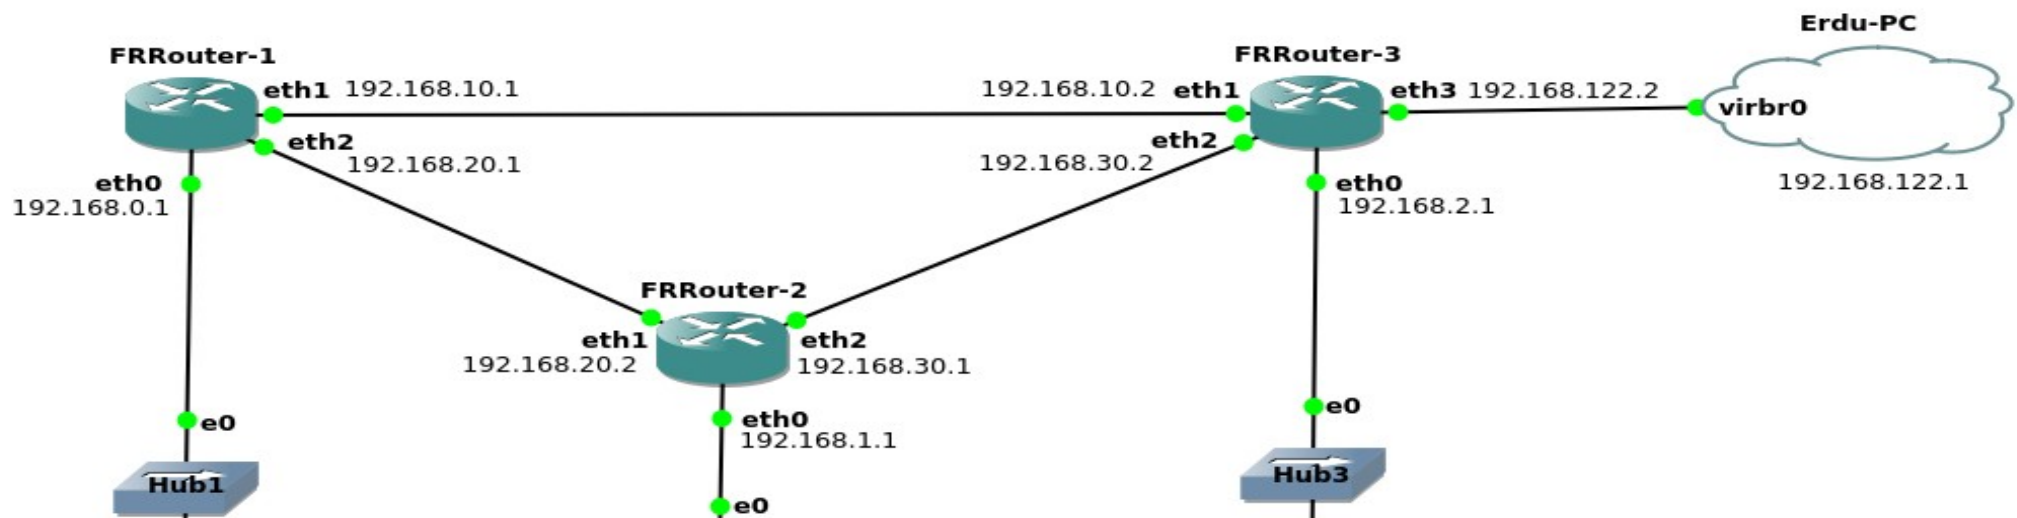 Erdu-PC
FRRouter-1
FRRouter-3
eth1 192.168.10.1
192.168.10.2 eth1
eth3 192.168.122.2
virbr0
eth2
192.168.20.1
eth2
192.168.30.2
eth0
192.168.0.1
eth0
192.168.2.1
192.168.122.1
FRRouter-2
eth1
192.168.20.2
eth2
192.168.30.1
eth0
192.168.1.1
e0
e0
Hub1
Hub3
e0